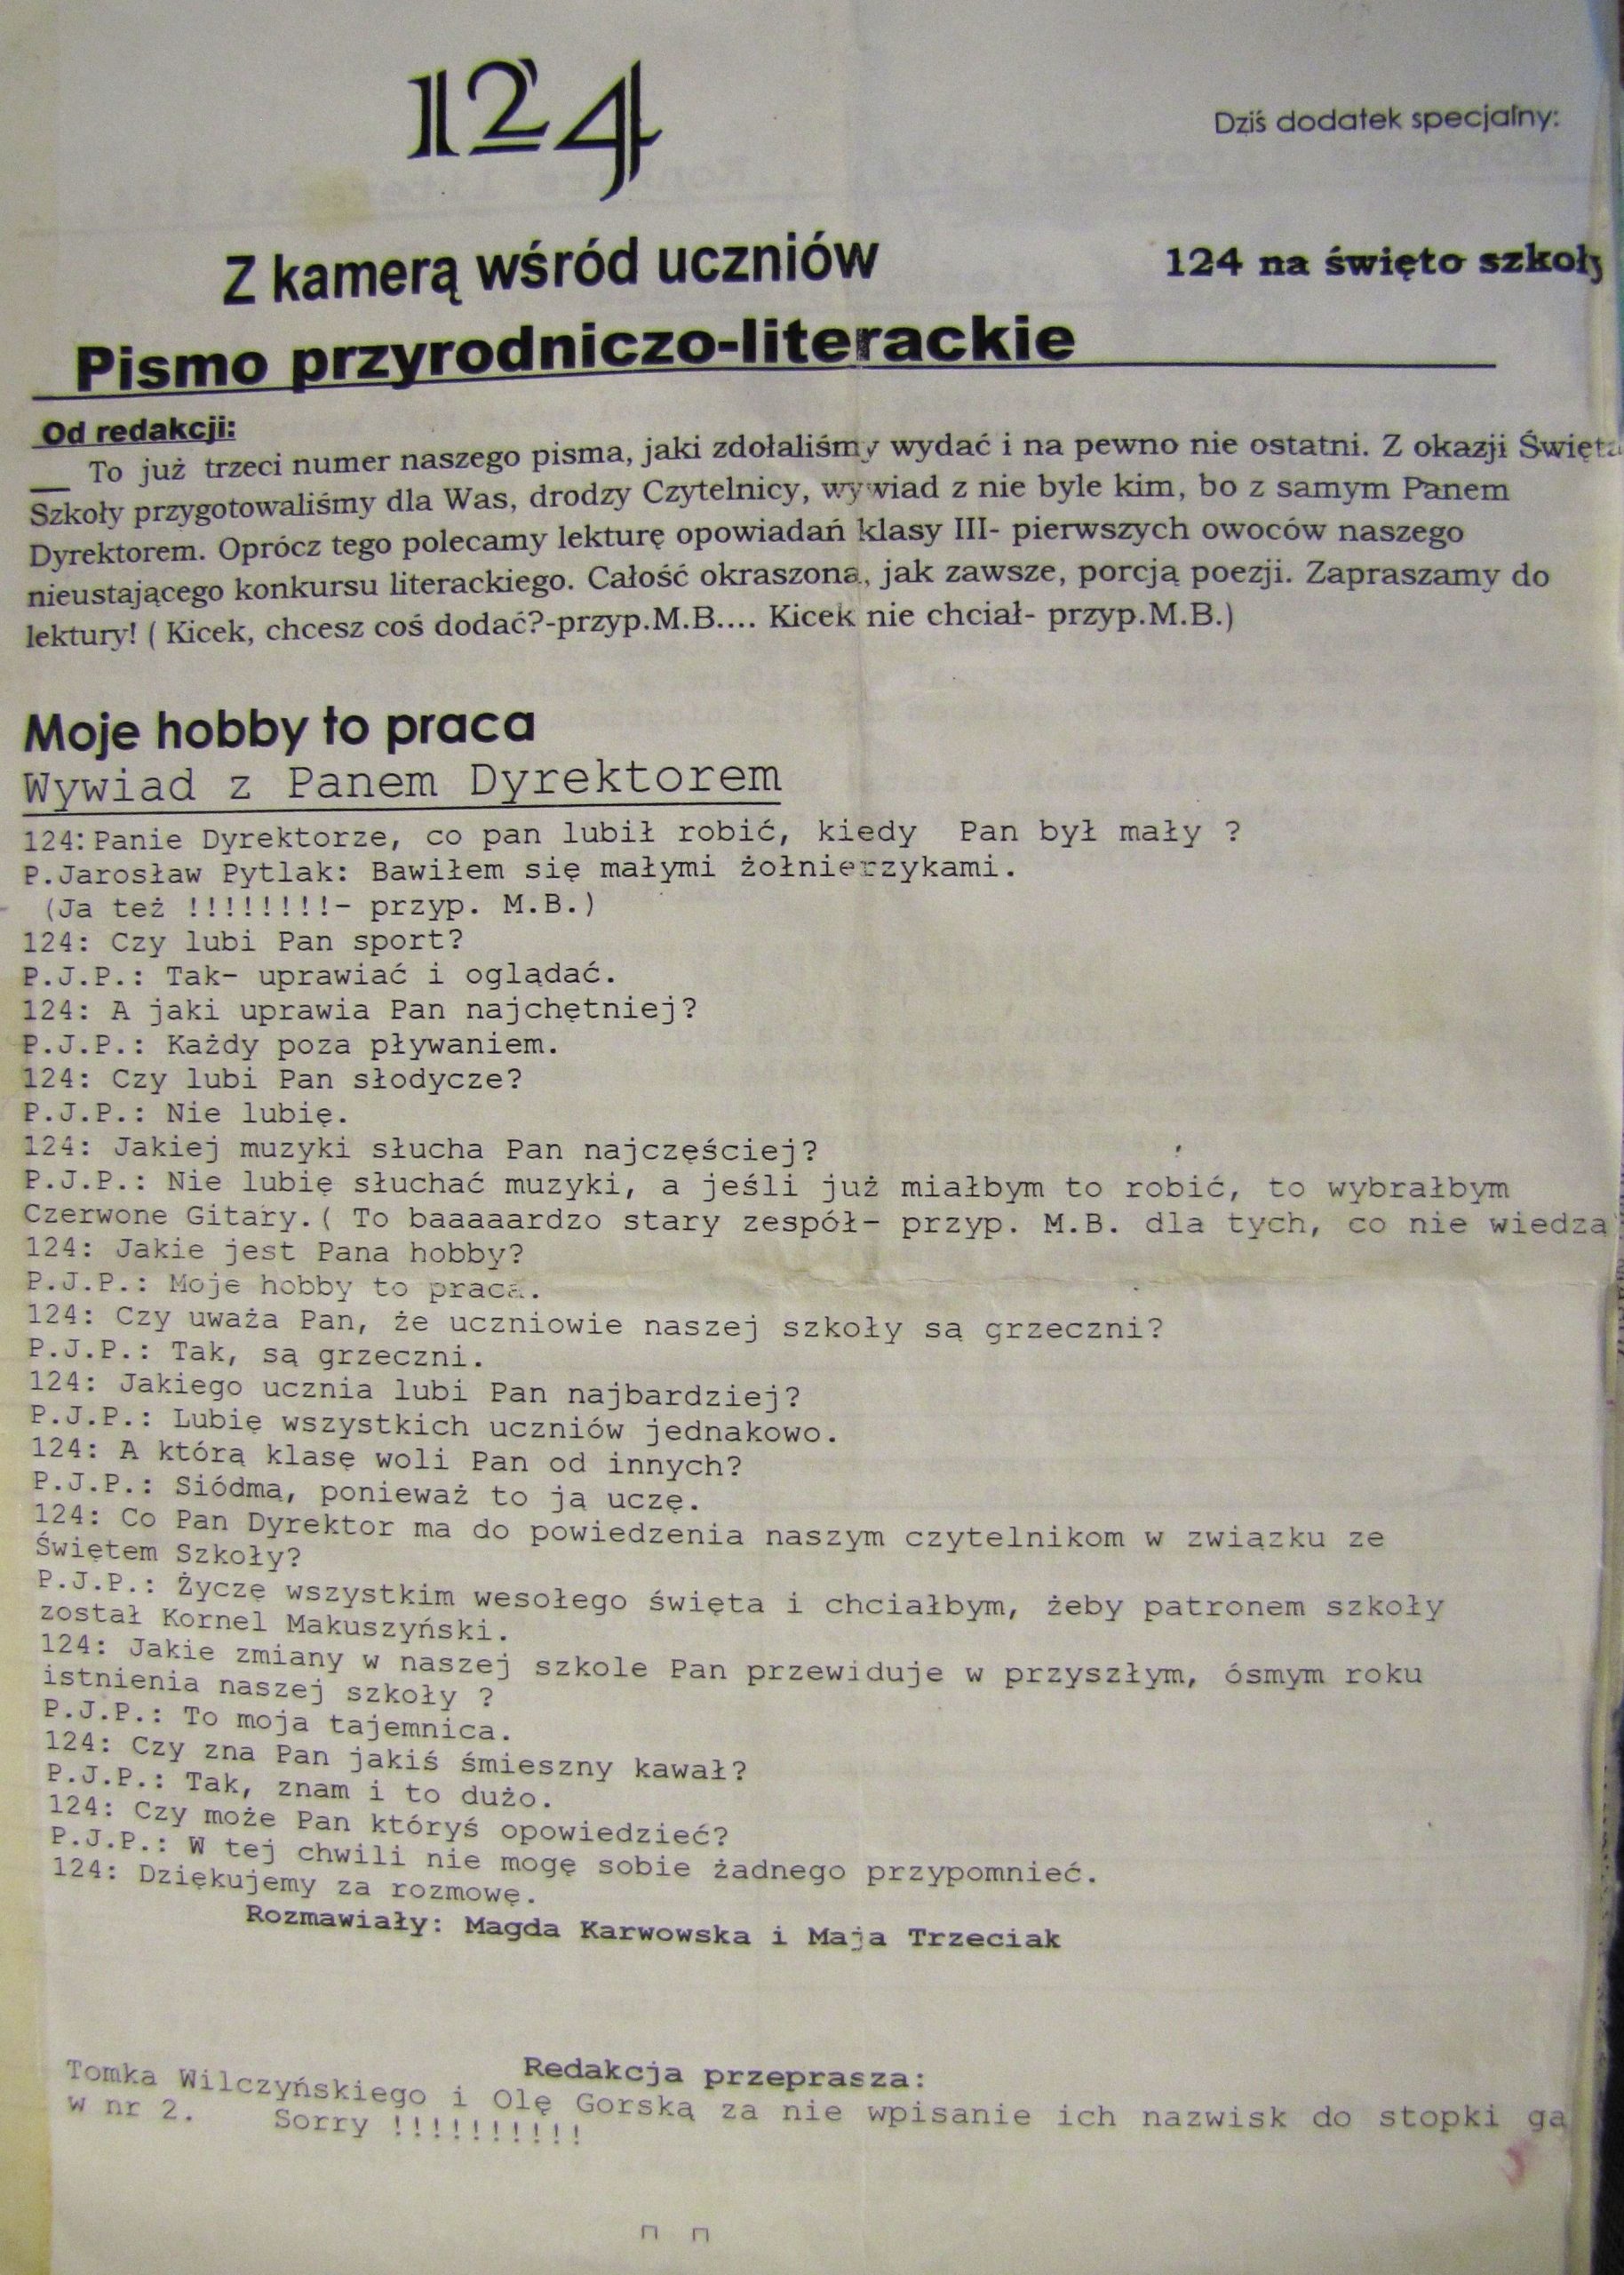 124
Dziś dodatek specjalny:
Z kamerą wśród uczniów
124 na święto szkoły
Pismo przyrodniczo-literackie
Od redakcji:
To już trzeci numer naszego pisma, jaki zdołaliśmy wydać i na pewno nie ostatni. Z okazji Święta
Szkoły przygotowaliśmy dla Was, drodzy Czytelnicy, wywiad z nie byle kim, bo z samym Panem
Dyrektorem. Oprócz tego polecamy lekturę opowiadań klasy III- pierwszych owoców naszego
nieustającego konkursu literackiego. Całość okraszona, jak zawsze, porcją poezji. Zapraszamy do
lektury! ( Kicek, chcesz coś dodać?-przyp.M.B.... Kicek nie chciał- przyp.M.B.)
Moje hobby to praca
Wywiad z Panem Dyrektorem
124: Panie Dyrektorze, co pan lubił robić, kiedy Pan był mały ?
P.Jarosław Pytlak: Bawiłem się małymi żołnierzykami.
(Ja też !!!!!!!!- przyp. M.B.)
124: Czy lubi Pan sport?
P.J.P.: Tak- uprawiać i oglądać.
124: A jaki uprawia Pan najchętniej?
P.J.P.: Każdy poza pływaniem.
124: Czy lubi Pan słodycze?
P.J.P.: Nie lubię.
124: Jakiej muzyki słucha Pan najczęściej?
P.J.P.: Nie lubię słuchać muzyki, a jeśli już miałbym to robić, to wybrałbym
Czerwone Gitary.( To baaaaardzo stary zespół- przyp. M.B. dla tych, co nie wiedzą
124: Jakie jest Pana hobby?
P.J.P.: Moje hobby to praca.
124: Czy uważa Pan, że uczniowie naszej szkoły są grzeczni?
P.J.P.: Tak, są grzeczni.
124: Jakiego ucznia lubi Pan najbardziej?
P.J.P.: Lubię wszystkich uczniów jednakowo.
124: A którą klasę woli Pan od innych?
P.J.P.: Siódmą, ponieważ to ją uczę.
124: Co Pan Dyrektor ma do powiedzenia naszym czytelnikom w związku ze
Świętem Szkoły?
P.J.P.: Życzę wszystkim wesołego święta i chciałbym, żeby patronem szkoły
został Kornel Makuszyński.
124: Jakie zmiany w naszej szkole Pan przewiduje w przyszłym, ósmym roku
istnienia naszej szkoły ?
P.J.P.: To moja tajemnica.
124: Czy zna Pan jakiś śmieszny kawał?
P.J.P.: Tak, znam i to dużo.
124: Czy może Pan któryś opowiedzieć?
P.J.P.: W tej chwili nie mogę sobie żadnego przypomnieć.
124: Dziękujemy za rozmowę.
Rozmawiały: Magda Karwowska i Maja Trzeciak
Redakcja przeprasza:
Tomka Wilczyńskiego i Olę Gorską za nie wpisanie ich nazwisk do stopki ga
w nr 2. Sorry !!!!!!!!!!